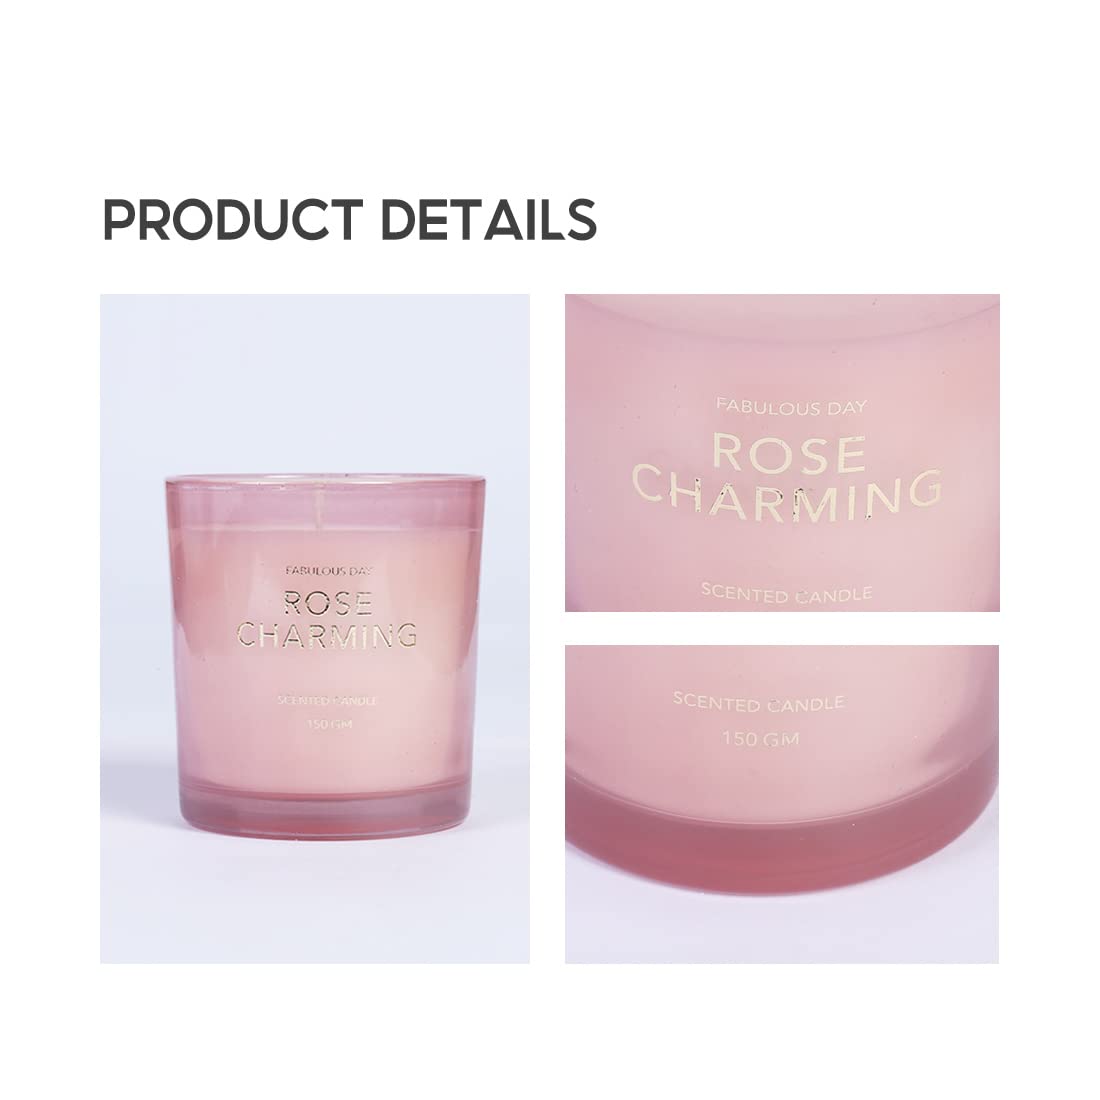 PRODUCT DETAILS
FABULOUS DAY
ROSE
CHARMING
SCENTED CANDLE
150 GM
FABULOUS DAY
ROSE
CHARMING
SCENTED CANDLE
SCENTED CANDLE
150 GM